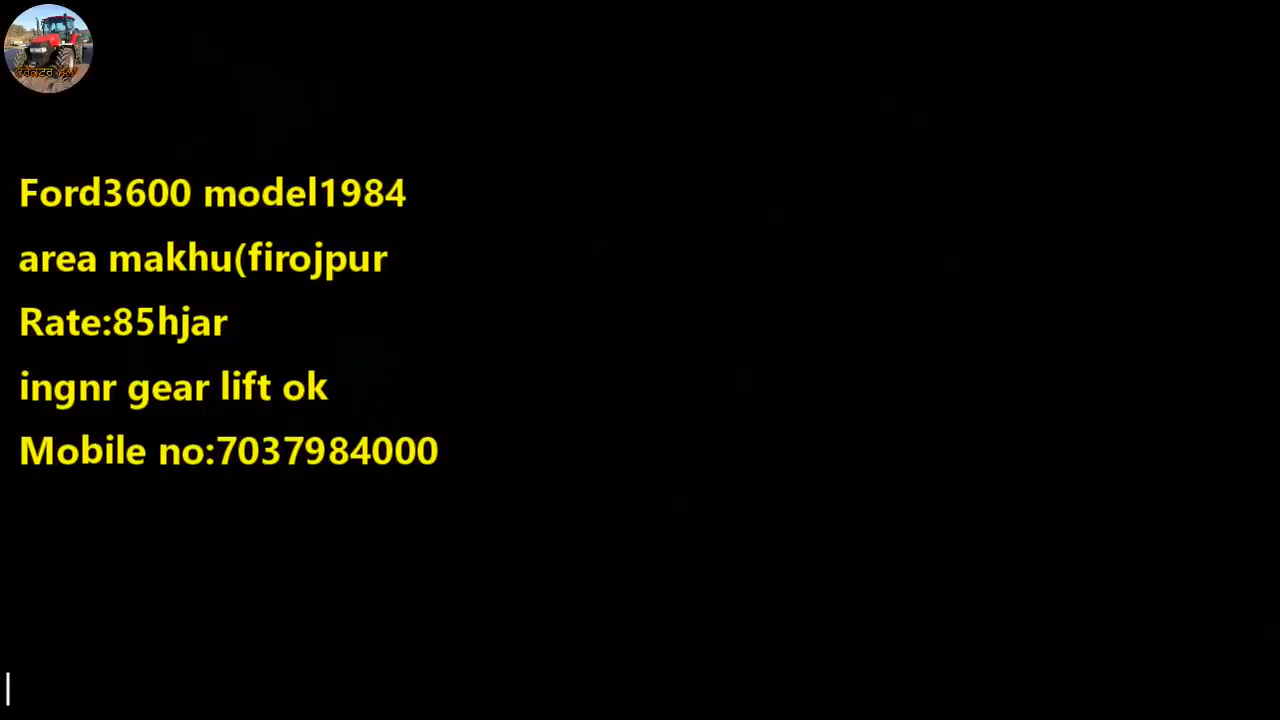 Ford3600 model1984
area makhu(firojpur
Rate:85hjar
ingnr gear lift ok
Mobile no:7037984000